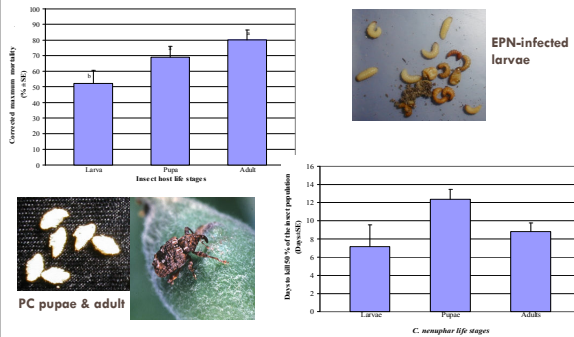 Corrected maximum mortality
(% ±SE)
100
90
80
70
60
50
40
30
20
10
0
b
a
a
Larva Pupa Adult
Insect host life stages
EPN-infected
larvae
PC pupae & adult
Days to kill 50% of the insect population
(Days±SE)
16
14
12
10
8
6
4
2
0
Larvae Pupae Adults
C. nenuphar life stages